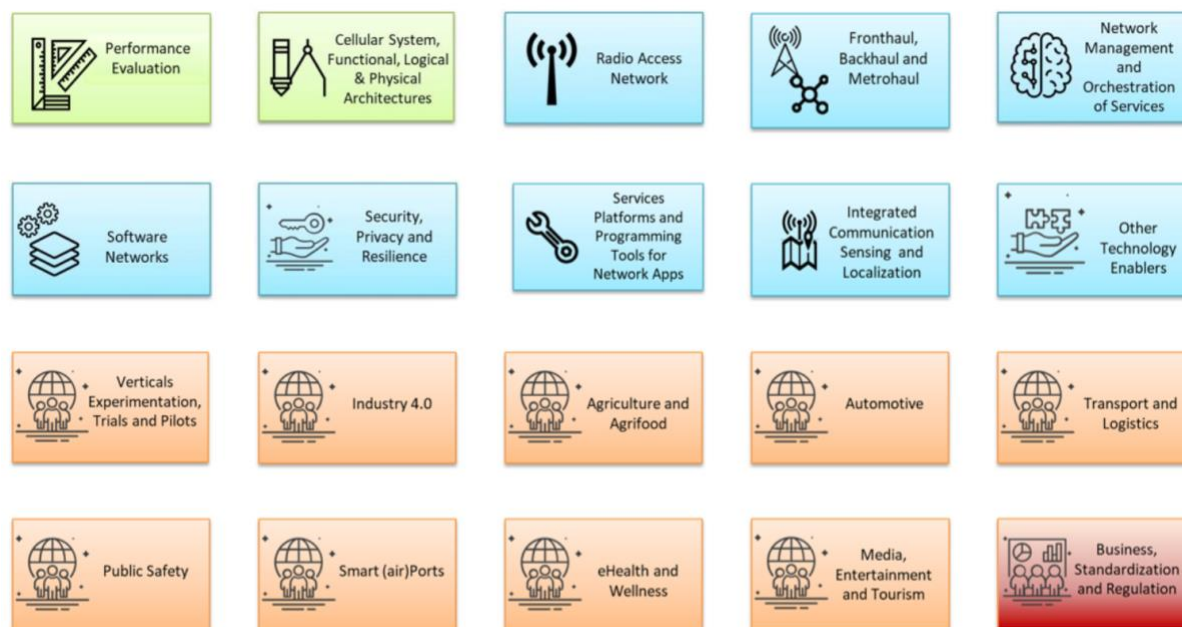 Performance
Evaluation
Cellular System,
Functional, Logical
& Physical
Architectures
Radio Access
Network
Fronthaul,
Backhaul and
Metrohaul
Network
Management
and
Orchestration
of Services
Software
Networks
Security,
Privacy and
Resilience
Services
Platforms and
Programming
Tools for
Network Apps
Integrated
Communication
Sensing and
Localization
Other
Technology
Enablers
Verticals
Experimentation,
Trials and Pilots
Industry 4.0
Agriculture and
Agrifood
Automotive
Transport and
Logistics
Public Safety
Smart (air)Ports
eHealth and
Wellness
Media,
Entertainment
and Tourism
Business,
Standardization
and Regulation